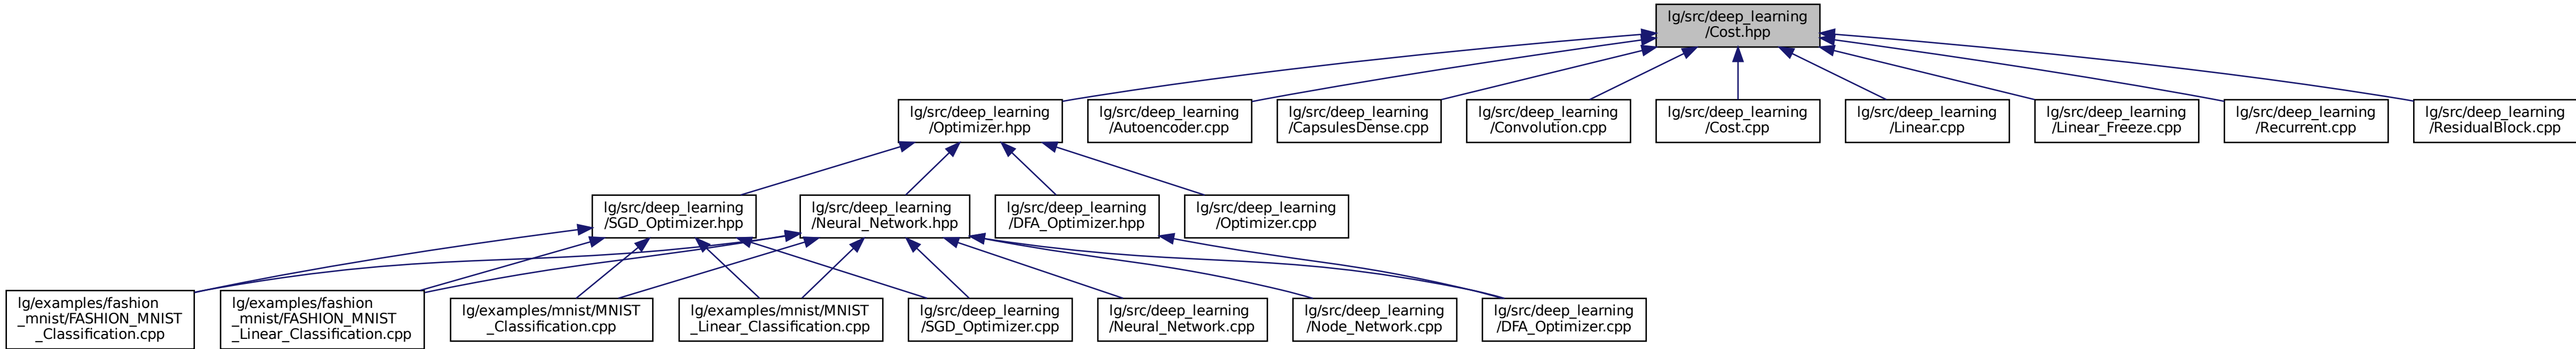 lg/src/deep_learning
/Cost.hpp
lg/src/deep_learning
/Optimizer.hpp
lg/src/deep_learning
/Autoencoder.cpp
lg/src/deep_learning
/CapsulesDense.cpp
lg/src/deep_learning
/Convolution.cpp
lg/src/deep_learning
/Cost.cpp
lg/src/deep_learning
/Linear.cpp
lg/src/deep_learning
/Linear_Freeze.cpp
lg/src/deep_learning
/Recurrent.cpp
lg/src/deep_learning
/ResidualBlock.cpp
lg/src/deep_learning
/SGD_Optimizer.hpp
lg/src/deep_learning
/Neural_Network.hpp
lg/src/deep_learning
/DFA_Optimizer.hpp
lg/src/deep_learning
/Optimizer.cpp
lg/examples/fashion
_mnist/FASHION_MNIST
_Classification.cpp
lg/examples/fashion
_mnist/FASHION_MNIST
_Linear_Classification.cpp
lg/examples/mnist/MNIST
_Classification.cpp
lg/examples/mnist/MNIST
_Linear_Classification.cpp
lg/src/deep_learning
/SGD_Optimizer.cpp
lg/src/deep_learning
/Neural_Network.cpp
lg/src/deep_learning
/Node_Network.cpp
lg/src/deep_learning
/DFA_Optimizer.cpp